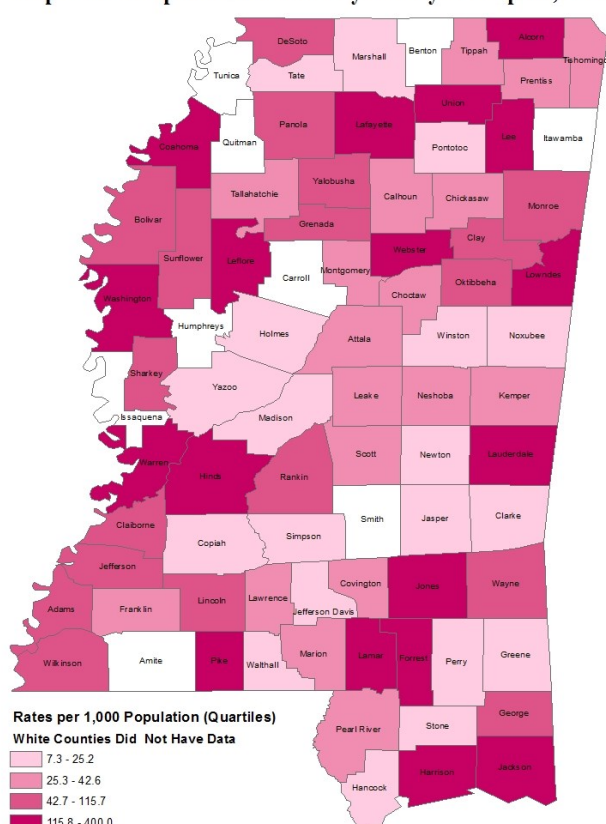 DeSoto
Marshall
Benton
Tippah
Alcorn
Tishomingo
Tunica
Tate
Prentiss
Coahoma
Quitman
Panola
Lafayette
Union
Pontotoc
Lee
Itawamba
Tallahatchie
Yalobusha
Calhoun
Chickasaw
Monroe
Bolivar
Sunflower
Leflore
Grenada
Webster
Clay
Washington
Carroll
Montgomery
Choctaw
Oktibbeha
Lowndes
Humphreys
Holmes
Attala
Winston
Noxubee
Sharkey
Yazoo
Leake
Neshoba
Kemper
Issaquena
Madison
Warren
Hinds
Rankin
Scott
Newton
Lauderdale
Claiborne
Copiah
Simpson
Smith
Jasper
Clarke
Jefferson
Covington
Jones
Wayne
Adams
Franklin
Lincoln
Lawrence
Jefferson Davis
Wilkinson
Amite
Pike
Walthall
Marion
Lamar
Forrest
Perry
Greene
Pearl River
Stone
George
Hancock
Harrison
Jackson
Rates per 1,000 Population (Quartiles)
White Counties Did Not Have Data
7.3 - 25.2
25.3 - 42.6
42.7 - 115.7
115.8 - 400.0